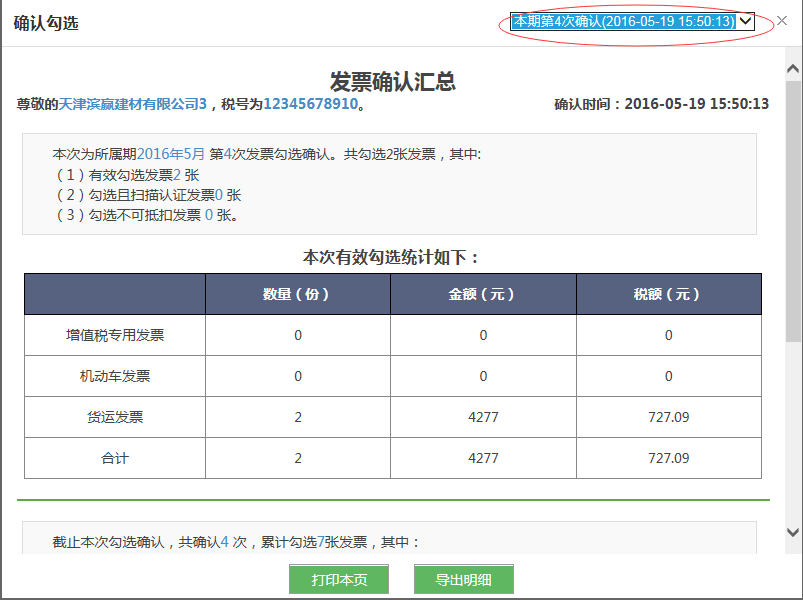 确认勾选
本期第4次确认(2016-05-19 15:50:13)
发票确认汇总
尊敬的天津滨赢建材有限公司3，税号为12345678910。 确认时间：2016-05-19 15:50:13
本次为所属期2016年5月 第4次发票勾选确认。共勾选2张发票，其中:
（1）有效勾选发票2 张
（2）勾选且扫描认证发票0 张
（3）勾选不可抵扣发票 0 张。
本次有效勾选统计如下：
数量（份） 金额（元） 税额（元）
增值税专用发票 0 0 0
机动车发票 0 0 0
货运发票 2 4277 727.09
合计 2 4277 727.09
截止本次勾选确认，共确认4 次，累计勾选7张发票，其中：
打印本页 导出明细